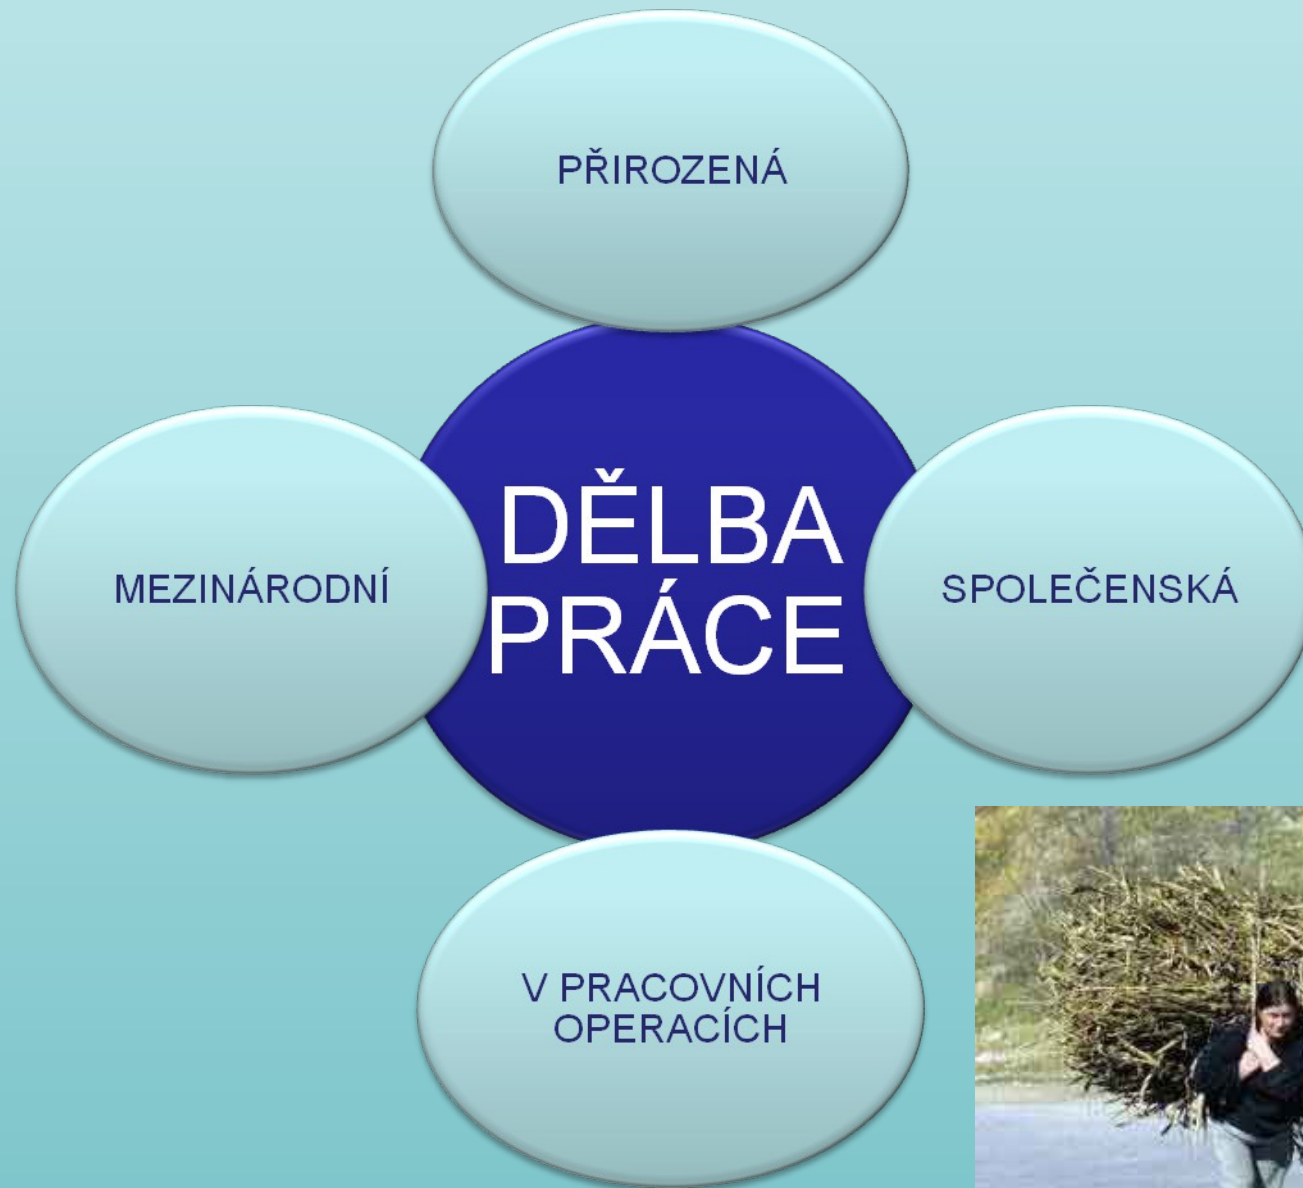 PŘIROZENÁ
DĚLBA
PRÁCE
MEZINÁRODNÍ
SPOLEČENSKÁ
V PRACOVNÍCH
OPERACÍCH